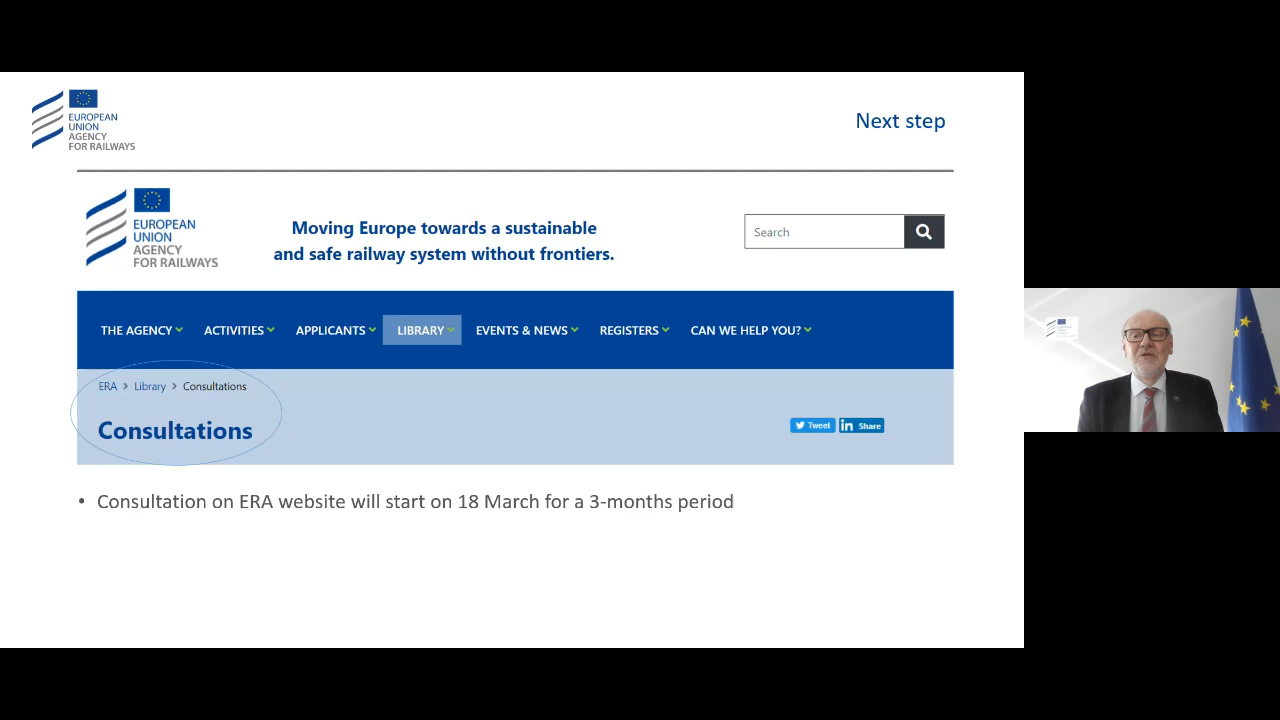 EUROPEAN
UNION
AGENCY
FOR RAILWAYS
Next step
EUROPEAN
UNION
AGENCY
FOR RAILWAYS
Moving Europe towards a sustainable
and safe railway system without frontiers.
Search
THE AGENCY ACTIVITIES APPLICANTS LIBRARY EVENTS & NEWS REGISTERS CAN WE HELP YOU?
ERA > Library > Consultations
Consultations
Tweet
in Share
• Consultation on ERA website will start on 18 March for a 3-months period